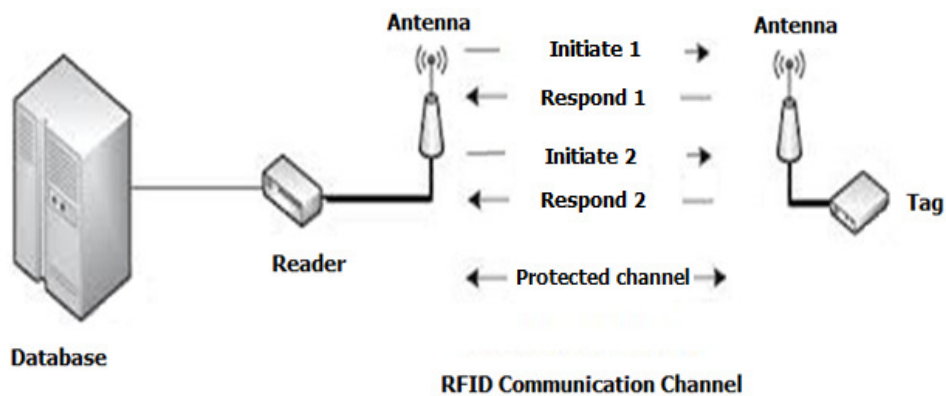 Antenna
Antenna
Initiate 1
Respond 1
Initiate 2
Respond 2
Tag
Reader
Protected channel
Database
RFID Communication Channel